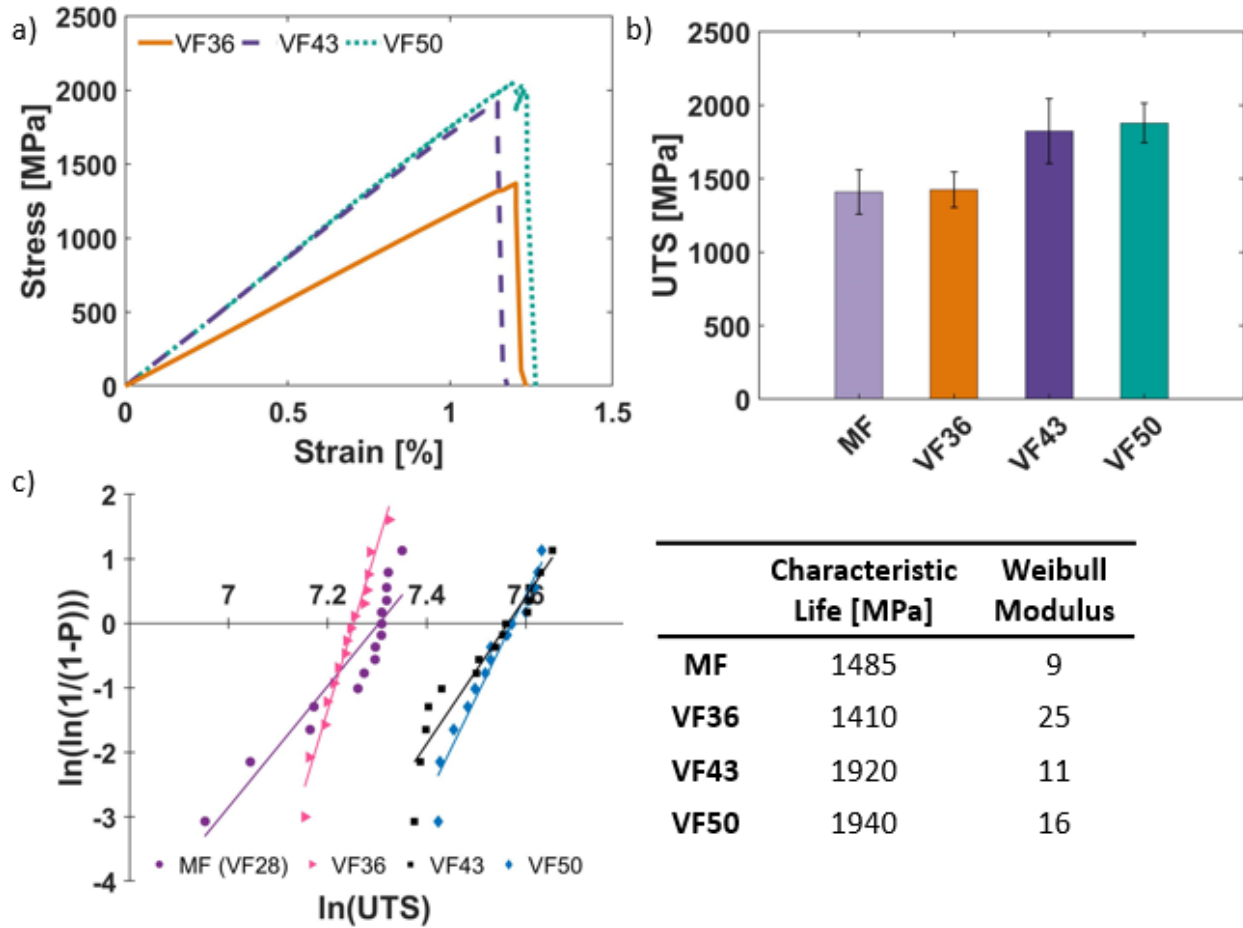 a)
2500
2000
1500
1000
500
0
Stress [MPa]
VF36 VF43 VF50
0 0.5 1 1.5
Strain [%]
b)
2500
2000
1500
1000
500
0
UTS [MPa]
MF VF36 VF43 VF50
c)
2
1
0
-1
-2
-3
-4
ln(ln(1/(1-P)))
7 7.2 7.4 7.6
MF (VF28) VF36 VF43 VF50
ln(UTS)
Characteristic Weibull
Life [MPa] Modulus
MF 1485 9
VF36 1410 25
VF43 1920 11
VF50 1940 16